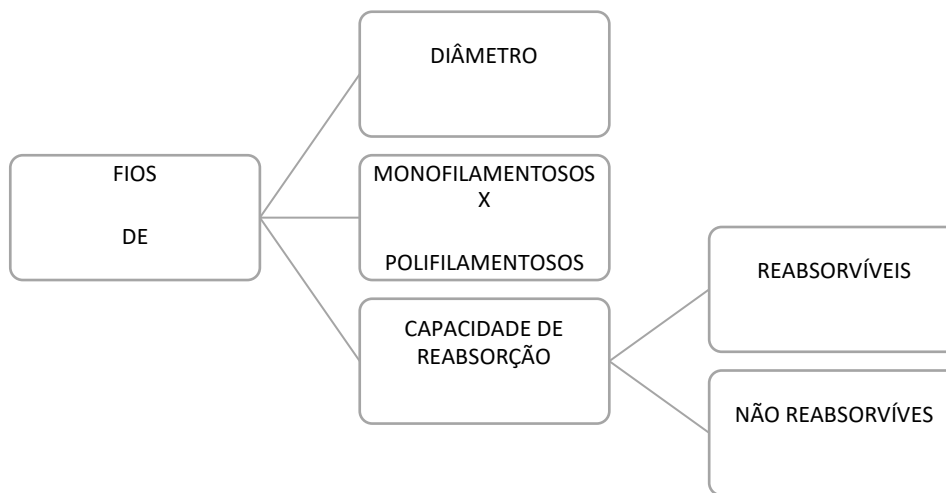 DIÂMETRO
FIOS
DE
MONOFILAMENTOSOS
X
POLIFILAMENTOSOS
CAPACIDADE DE
REABSORÇÃO
REABSORVÍVEIS
NÃO REABSORVÍVES